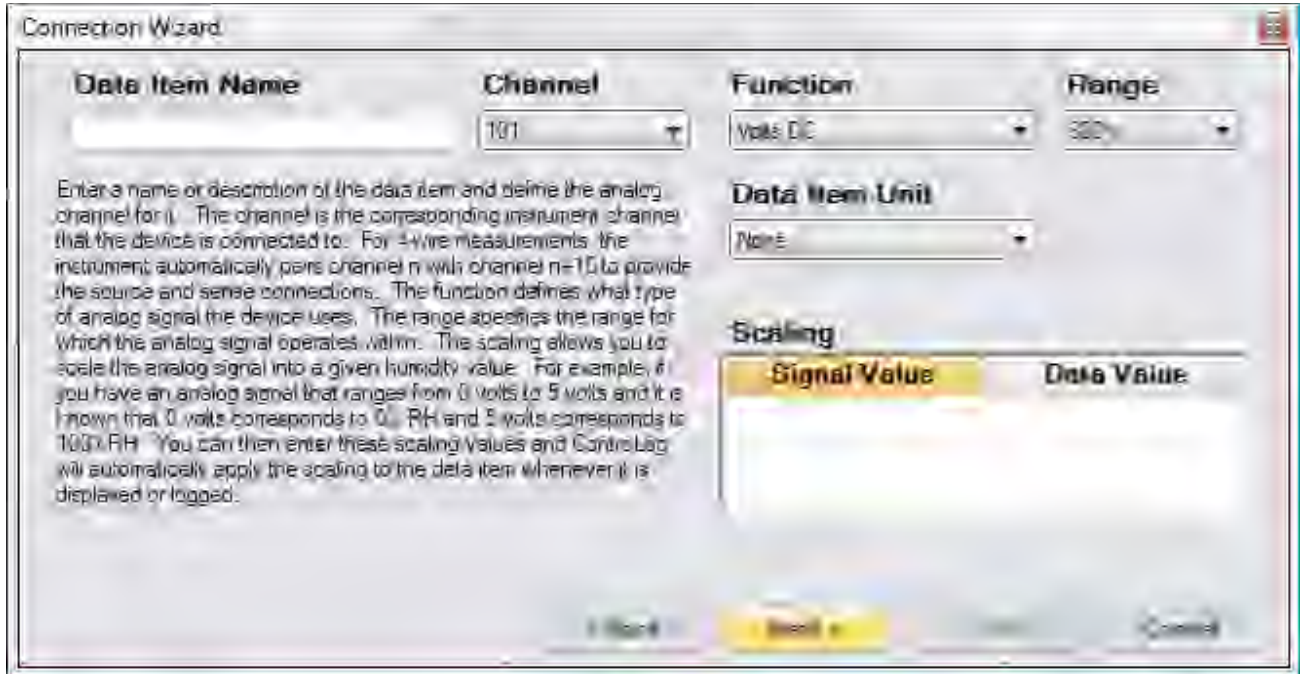 Connection Wizard
Data Item Name
Channel
Function
Range
101
Volts DC
Enter a name or description of the data item and define the analog
channel for it. The channel is the corresponding instrument channel
that the device is connected to. For 4-wire measurements, the
instrument automatically pairs channel n with channel n+10 to provide
the source and sense connections. The function defines what type
of analog signal the device uses. The range specifies the range for
which the analog signal operates within. The scaling allows you to
scale the analog signal into a given humidity value. For example, if
you have an analog signal that ranges from 0 volts to 5 volts and it is
known that 0 volts corresponds to 0% RH and 5 volts corresponds to
100% RH. You can then enter these scaling values and ControLog
will automatically apply the scaling to the data item whenever it is
displayed or logged.
Data Item Unit
None
Scaling
Signal Value
Data Value
< Back
Next >
Cancel